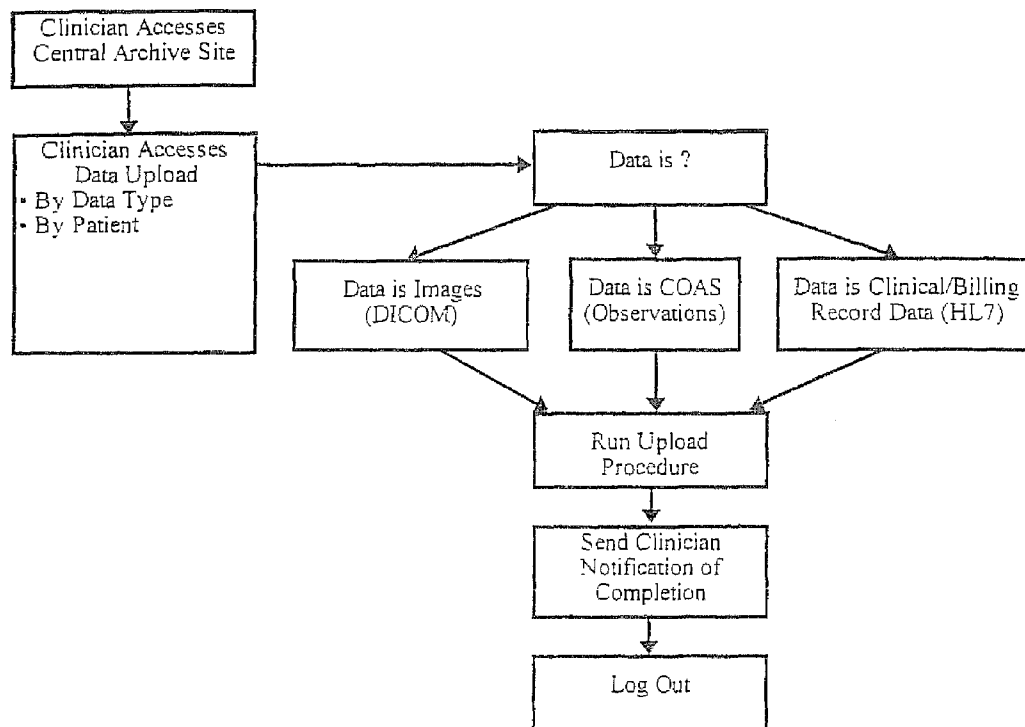 Clinician Accesses
Central Archive Site
Clinician Accesses
Data Upload
• By Data Type
• By Patient
Data is ?
Data is Images
(DICOM)
Data is COAS
(Observations)
Data is Clinical/Billing
Record Data (HL7)
Run Upload
Procedure
Send Clinician
Notification of
Completion
Log Out